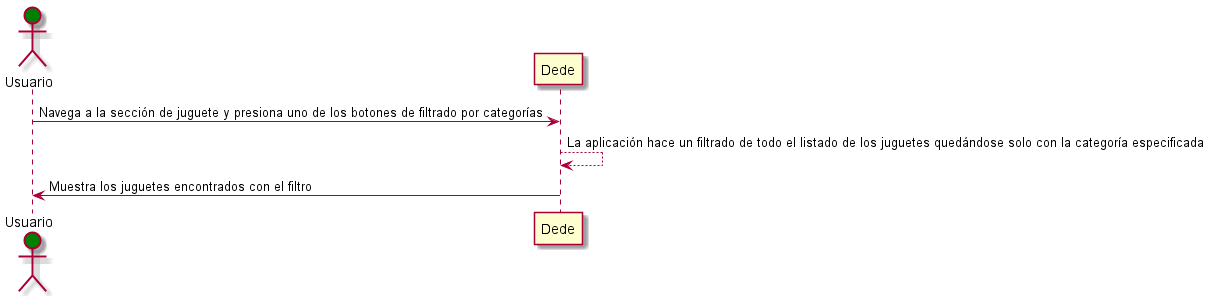 Usuario
Dede
Navega a la sección de juguete y presiona uno de los botones de filtrado por categorías
La aplicación hace un filtrado de todo el listado de los juguetes quedándose solo con la categoría especificada
Muestra los juguetes encontrados con el filtro
Usuario
Dede